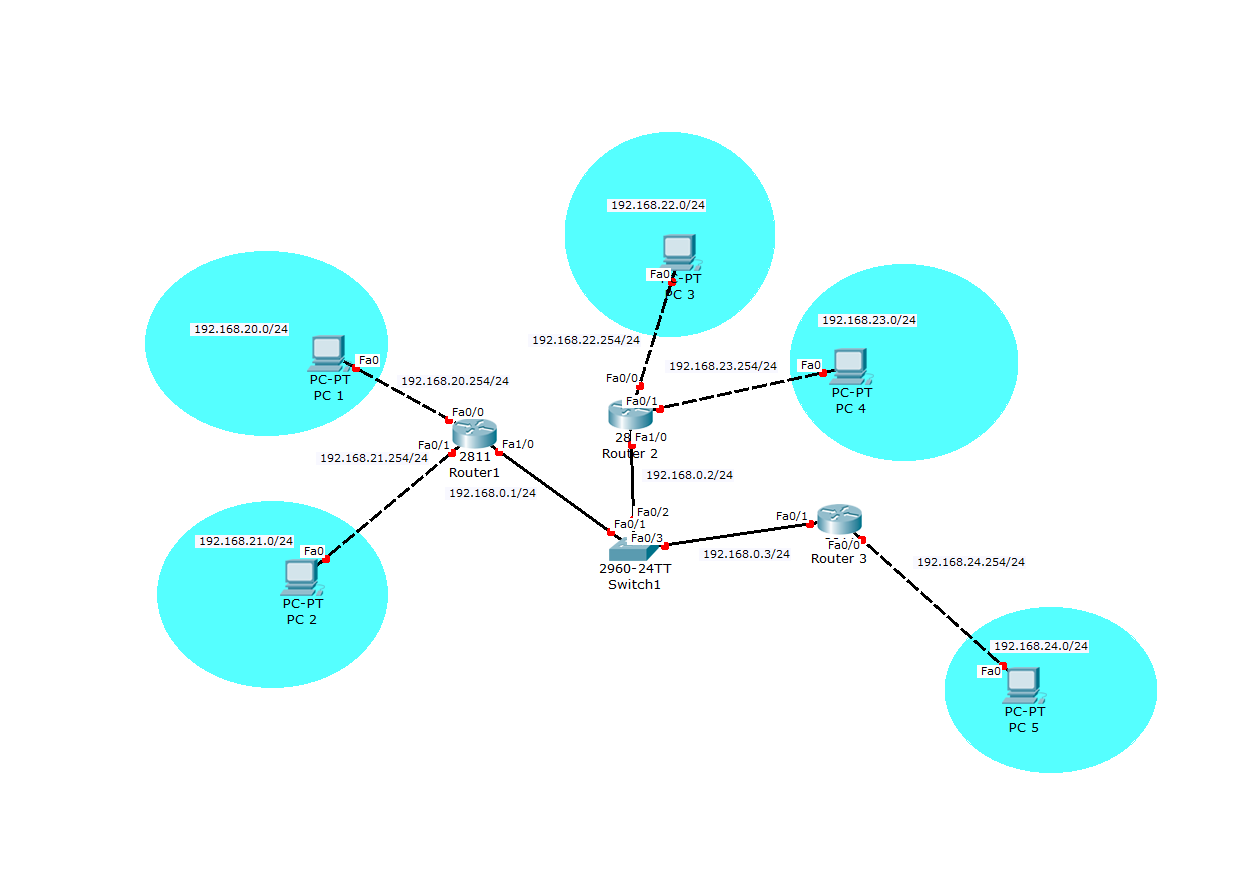 192.168.22.0/24
Fa0
C-PT
PC 3
192.168.23.0/24
192.168.20.0/24
192.168.22.254/24
Fa0
PC-PT
PC 1
192.168.23.254/24
Fa0
PC-PT
PC 4
192.168.20.254/24
Fa0/0
Fa0/1
28
Router 2
Fa1/0
Fa0/0
Fa0/1
Fa1/0
2811
Router1
192.168.21.254/24
192.168.0.1/24
192.168.0.2/24
Fa0/2
Fa0/1
Fa0/3
2960-24TT
Switch1
Fa0/1
Fa0/0
Router 3
192.168.0.3/24
192.168.21.0/24
Fa0
PC-PT
PC 2
192.168.24.254/24
192.168.24.0/24
Fa0
PC-PT
PC 5